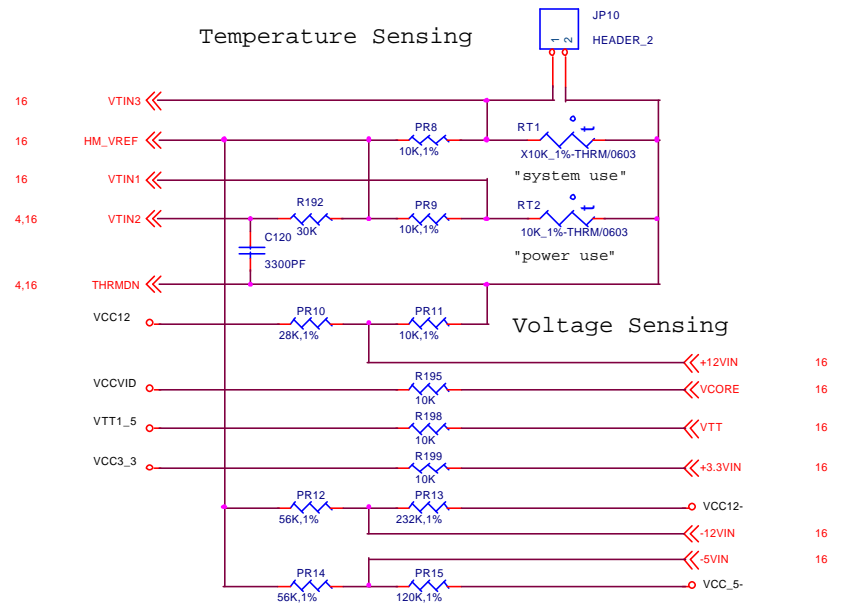 JP10
Temperature Sensing
1 2
HEADER_2
16 VTIN3
PR8 RT1
16 HM_VREF
10K,1% X10K_1%-THRM/0603
t
"system use"
16 VTIN1
R192 PR9 RT2
4,16 VTIN2
30K 10K,1% 10K_1%-THRM/0603
t
C120
"power use"
3300PF
4,16 THRMDN
VCC12 PR10 PR11
28K,1% 10K,1%
Voltage Sensing
+12VIN 16
R195
VCCVID VCORE 16
10K
R198
VTT1_5 VTT 16
10K
R199
VCC3_3 +3.3VIN 16
10K
PR12 PR13 VCC12-
56K,1% 232K,1%
-12VIN 16
-5VIN 16
PR14 PR15
VCC_5-
56K,1% 120K,1%